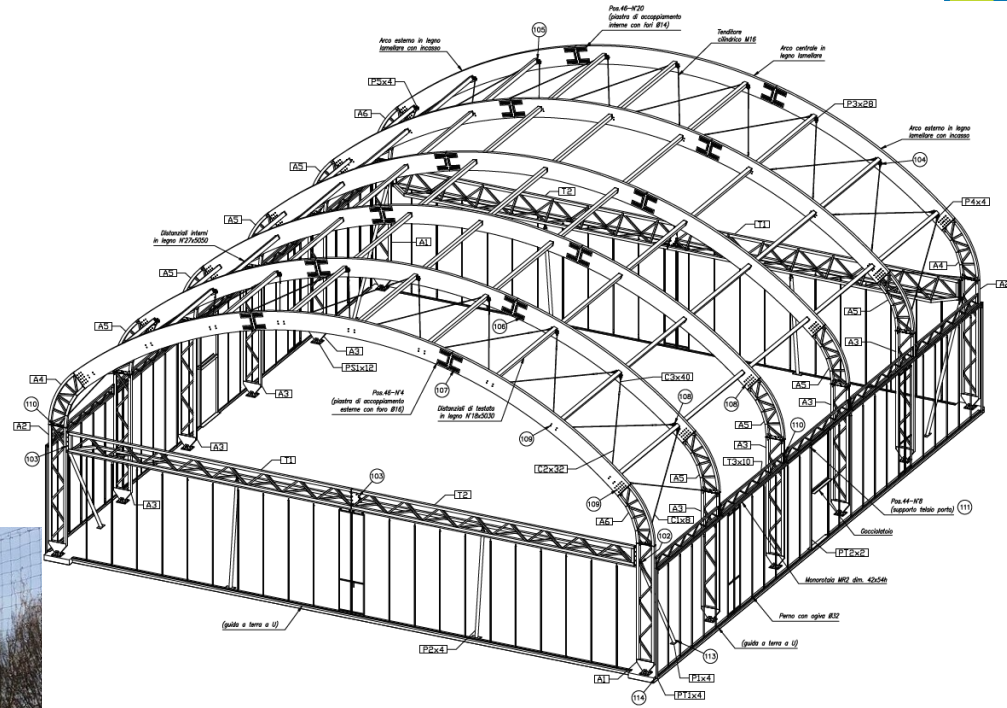 Pos.46-N°20
(piastra di accoppiamento
interne con fori Ø14)
105
Arco esterno in legno
lamellare con incasso
Tenditore
cilindrico M16
Arco centrale in
legno lamellare
P5x4
A6
P3x28
Arco esterno in legno
lamellare con incasso
104
A5
T2
P4x4
A5
T1
Distanziali interni
in legno N°27x5050
A1
A4
A2
A5
A5
A5
A3
A3
PS1x12
106
A3
A4
107
C3x40
A5
110
Pos.46-N°4
(piastra di accoppiamento
esterne con foro Ø16)
Distanziali di testata
in legno N°18x5030
108
108
A3
A2
A3
109
A5
110
103
A3
T1
C2x32
A5
T3x10
103
T2
109
Pos.44-N°8
(supporto telaio porta)
111
A3
A6
A3
C1x8
Gocciolatoio
102
PT2x2
Monorotaia MR2 dim. 42x54h
Perno con ogiva Ø32
(guida a terra a U)
P2x4
113
(guida a terra a U)
A1
P1x4
114
PT1x4